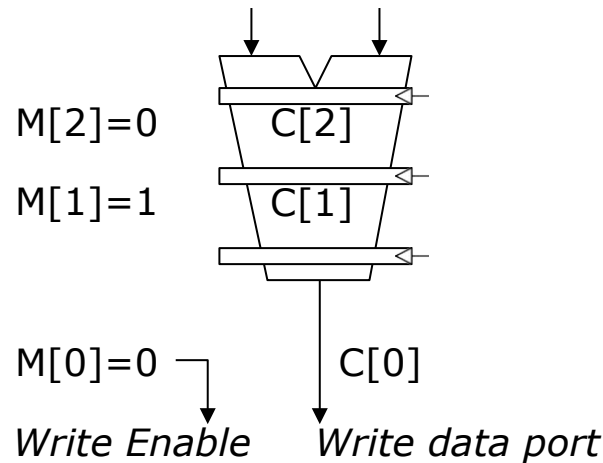 M[2]=0 C[2]
M[1]=1 C[1]
M[0]=0 C[0]
Write Enable Write data port